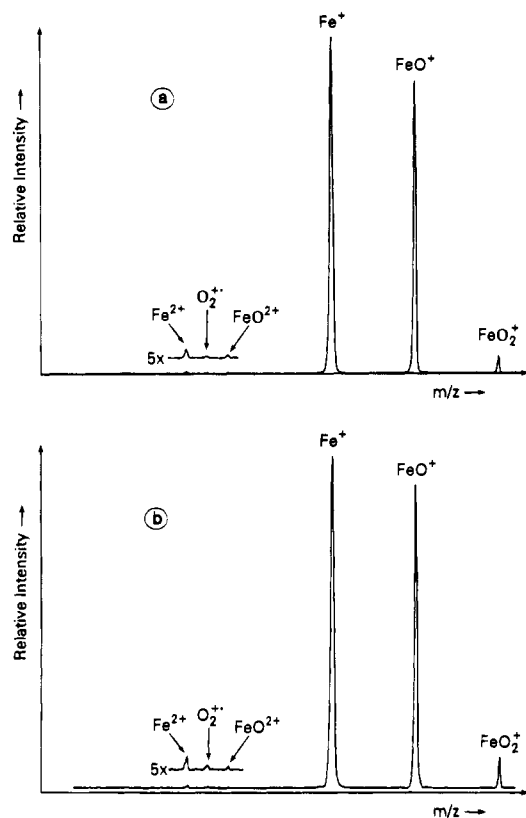 Fe⁺
FeO⁺
ⓐ
Relative Intensity →
O₂⁺·
Fe²⁺
FeO²⁺
5x
FeO₂⁺
m/z →
Fe⁺
FeO⁺
ⓑ
Relative Intensity →
O₂⁺·
Fe²⁺
FeO²⁺
5x
FeO₂⁺
m/z →